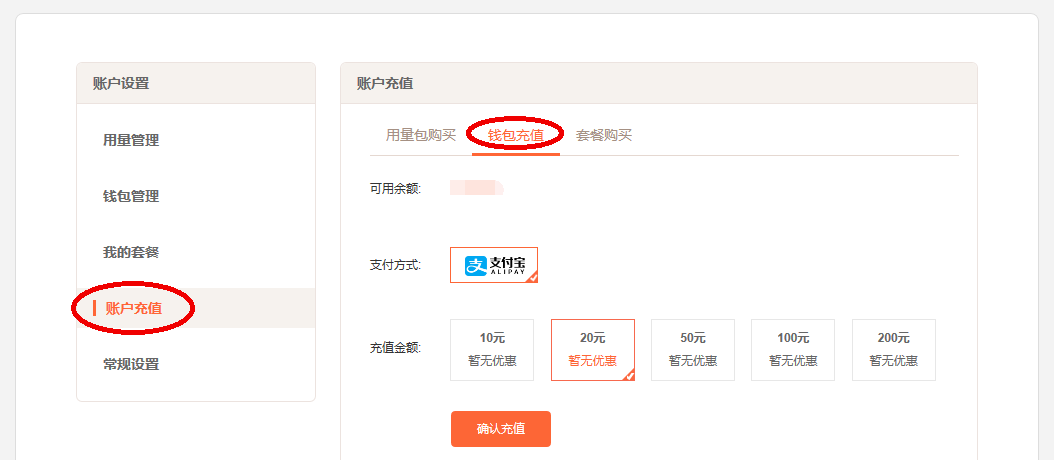 账户设置
用量管理
钱包管理
我的套餐
账户充值
常规设置
账户充值
用量包购买 钱包充值 套餐购买
可用余额:
支付方式: 支 支付宝 ALIPAY
充值金额:
10元 20元 50元 100元 200元
暂无优惠 暂无优惠 暂无优惠 暂无优惠 暂无优惠
确认充值